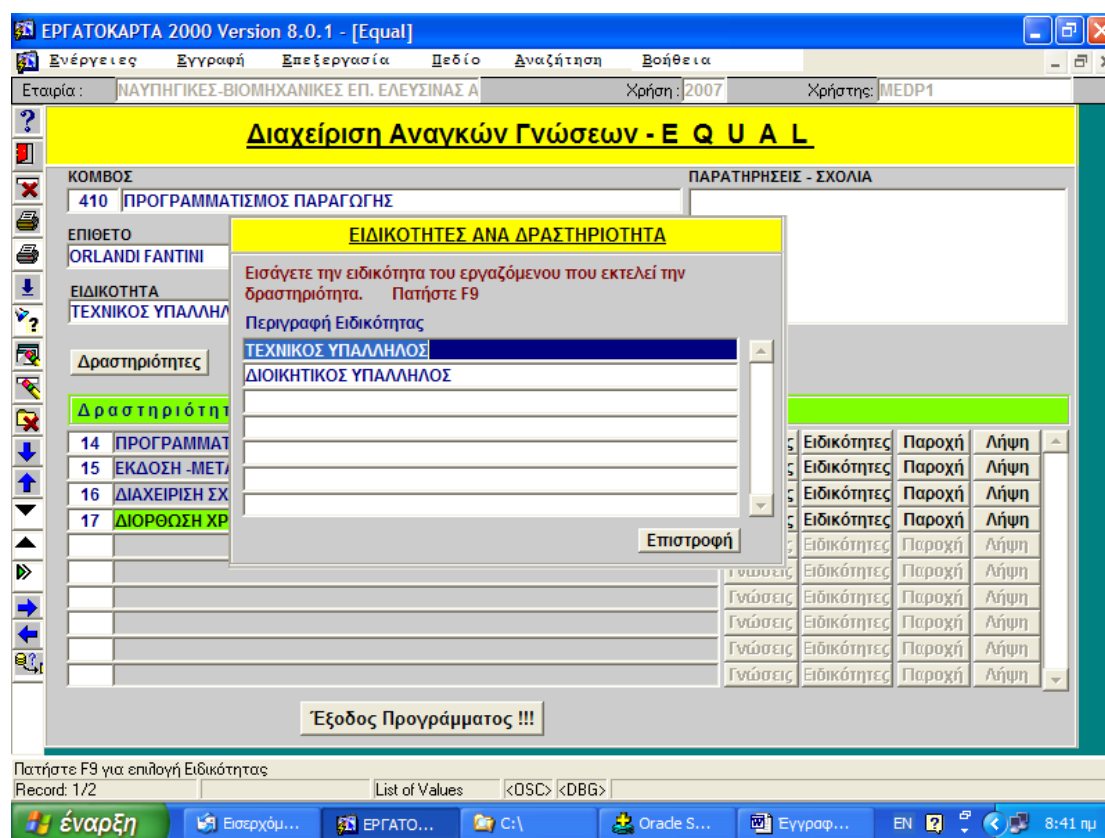 ΕΡΓΑΤΟΚΑΡΤΑ 2000 Version 8.0.1 - [Equal]
Ενέργειες Εγγραφή Επεξεργασία Πεδίο Αναζήτηση Βοήθεια
Εταιρία : ΝΑΥΠΗΓΙΚΕΣ-ΒΙΟΜΗΧΑΝΙΚΕΣ ΕΠ. ΕΛΕΥΣΙΝΑΣ Α Χρήση : 2007 Χρήστης: MEDP1
Διαχείριση Αναγκών Γνώσεων - E Q U A L
ΚΟΜΒΟΣ ΠΑΡΑΤΗΡΗΣΕΙΣ - ΣΧΟΛΙΑ
410 ΠΡΟΓΡΑΜΜΑΤΙΣΜΟΣ ΠΑΡΑΓΩΓΗΣ
ΕΠΙΘΕΤΟ
ORLANDI FANTINI
ΕΙΔΙΚΟΤΗΤΑ
ΤΕΧΝΙΚΟΣ ΥΠΑΛΛΗΛ
ΕΙΔΙΚΟΤΗΤΕΣ ΑΝΑ ΔΡΑΣΤΗΡΙΟΤΗΤΑ
Εισάγετε την ειδικότητα του εργαζόμενου που εκτελεί την
δραστηριότητα. Πατήστε F9
Περιγραφή Ειδικότητας
ΤΕΧΝΙΚΟΣ ΥΠΑΛΛΗΛΟΣ
ΔΙΟΙΚΗΤΙΚΟΣ ΥΠΑΛΛΗΛΟΣ
Επιστροφή
Δραστηριότητες
Δραστηριότητ
14 ΠΡΟΓΡΑΜΜΑΤ ς Ειδικότητες Παροχή Λήψη
15 ΕΚΔΟΣΗ -ΜΕΤΑ ς Ειδικότητες Παροχή Λήψη
16 ΔΙΑΧΕΙΡΙΣΗ ΣΧ ς Ειδικότητες Παροχή Λήψη
17 ΔΙΟΡΘΩΣΗ ΧΡ ς Ειδικότητες Παροχή Λήψη
ς Ειδικότητες Παροχή Λήψη
Γνώσεις Ειδικότητες Παροχή Λήψη
Γνώσεις Ειδικότητες Παροχή Λήψη
Γνώσεις Ειδικότητες Παροχή Λήψη
Γνώσεις Ειδικότητες Παροχή Λήψη
Γνώσεις Ειδικότητες Παροχή Λήψη
Έξοδος Προγράμματος !!!
Πατήστε F9 για επιλογή Ειδικότητας
Record: 1/2 List of Values <OSC> <DBG>
έναρξη Εισερχόμ... ΕΡΓΑΤΟ... C:\ Oracle S... Εγγραφ... EN 8:41 πμ